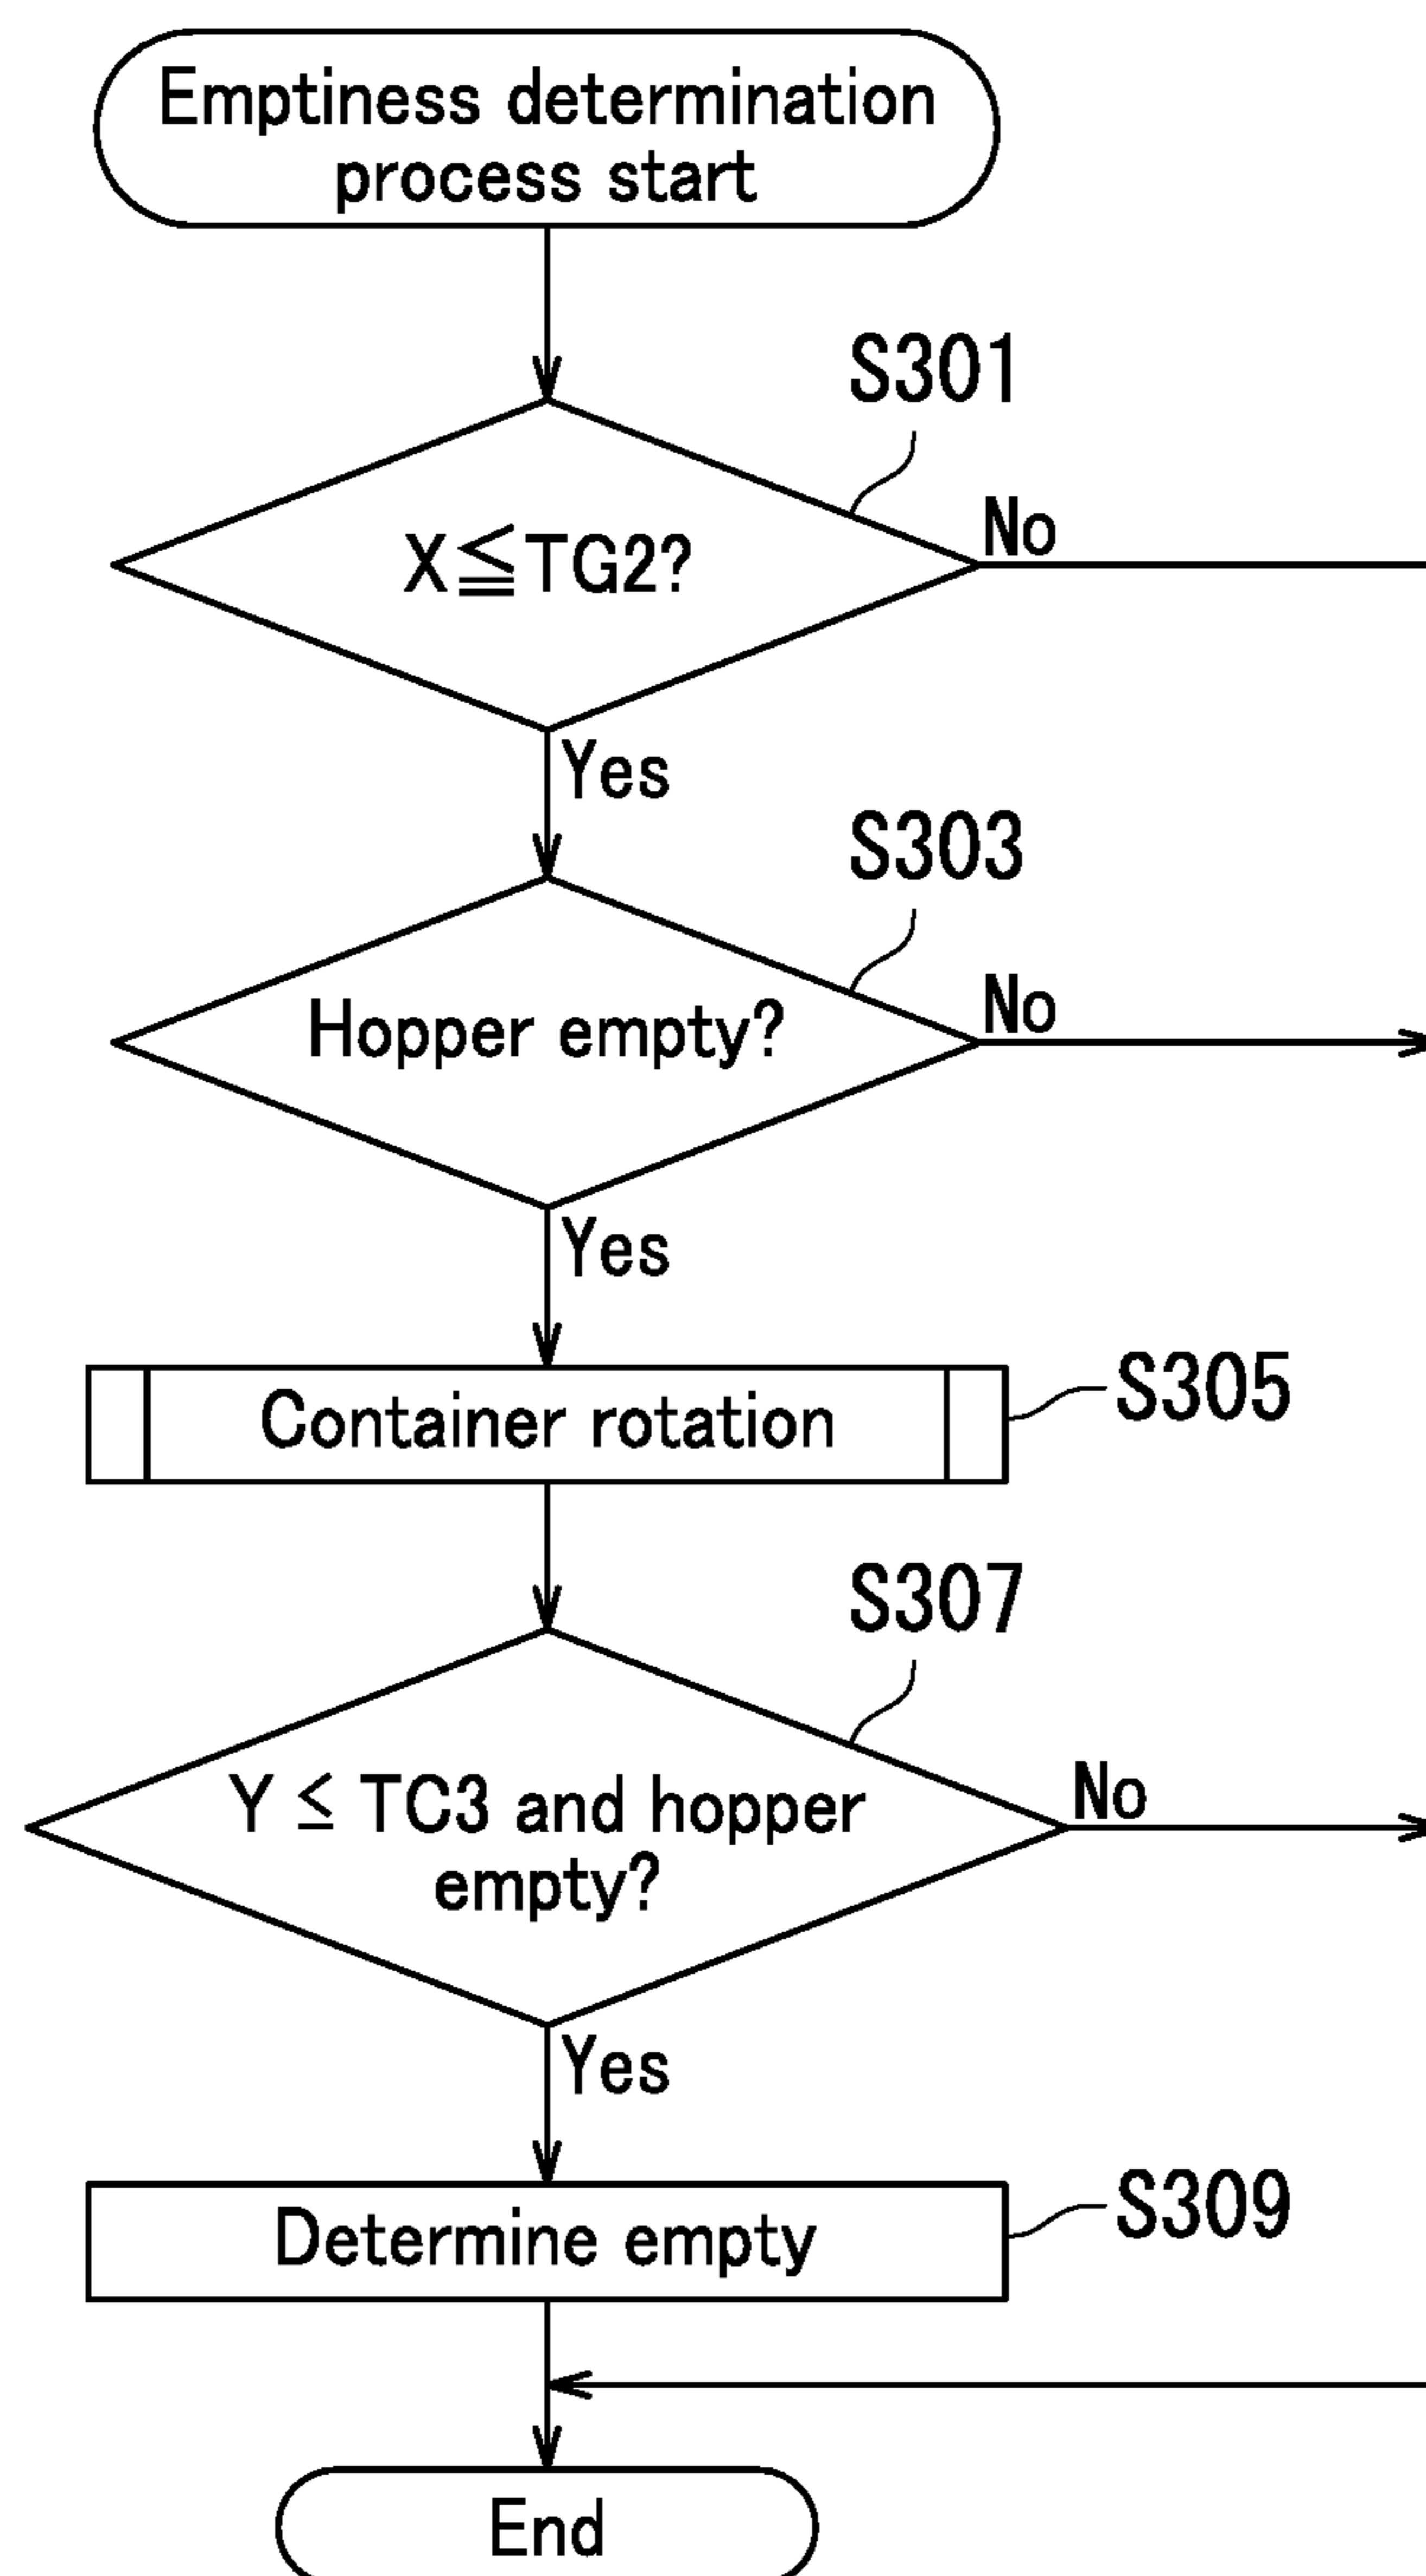 Emptiness determination
process start
S301
X≦TG2?
No
Yes
S303
Hopper empty?
No
Yes
Container rotation
S305
S307
Y ≤ TC3 and hopper
empty?
No
Yes
Determine empty
S309
End